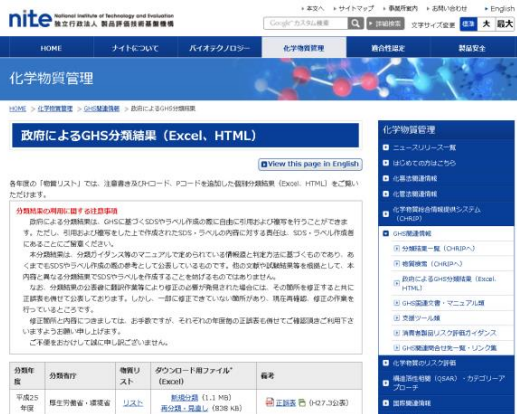 nite National Institute of Technology and Evaluation
独立行政法人 製品評価技術基盤機構
本文へ サイトマップ 事業所案内 お問い合わせ English
Google カスタム検索 詳細検索 文字サイズ変更 標準 大 最大
HOME サイトについて バイオテクノロジー 化学物質管理 適合性認定 製品安全
化学物質管理
HOME > 化学物質管理 > GHS関連情報 > 政府によるGHS分類結果
政府によるGHS分類結果（Excel、HTML）
View this page in English
各年度の「物質リスト」では、注意書き及びHコード、Pコードを追加した個別分類結果（Excel、HTML）をご覧い
ただけます。
分類結果の利用に関する注意事項
政府による分類結果は、GHSに基づくSDSやラベル作成の際に自由に引用および複写を行うことができま
す。ただし、引用および複写をした上で作成されたSDS・ラベルの内容に対する責任は、SDS・ラベル作成者
にあることにご留意ください。
本分類結果は、分類ガイダンス等のマニュアルで定められている情報源と判定方法に基づくものであり、あ
くまでもSDSやラベル作成の際の参考として公表しているものです。他の文献や試験結果等を根拠として、本
内容と異なる分類結果でSDSやラベルを作成することを妨げるものではありません。
なお、分類結果の公表後に翻訳作業等により修正の必要が発見された場合には、その箇所を修正すると共に
正誤表も併せて公表しております。しかし、一部に修正できていない箇所があり、現在再確認、修正の作業を
行っているところです。
修正箇所と内容につきましては、お手数ですが、それぞれの年度毎の正誤表も併せてご確認頂きご利用下さ
いますようお願い申し上げます。
ご不便をおかけして誠に申し訳ございません。
分類年度 分類省庁 物質リスト ダウンロード用ファイル*（Excel） 備考
平成25年度 厚生労働省・環境省 リスト 新規分類 (1.1 MB)
再分類・見直し (838 KB) 正誤表 (H27.3公表)
化学物質管理
ニュースリリース一覧
はじめての方はこちら
化審法関連情報
化管法関連情報
化学物質総合情報提供システム
（CHRIP）
GHS関連情報
分類結果一覧（CHRIPへ）
物質検索（CHRIPへ）
政府によるGHS分類結果（Excel、
HTML）
GHS関連文書・マニュアル類
支援ツール類
消費者製品リスク評価ガイダンス
GHS関連問合せ先一覧・リンク集
化学物質のリスク評価
構造活性相関（QSAR）・カテゴリーア
プローチ
国際関連情報